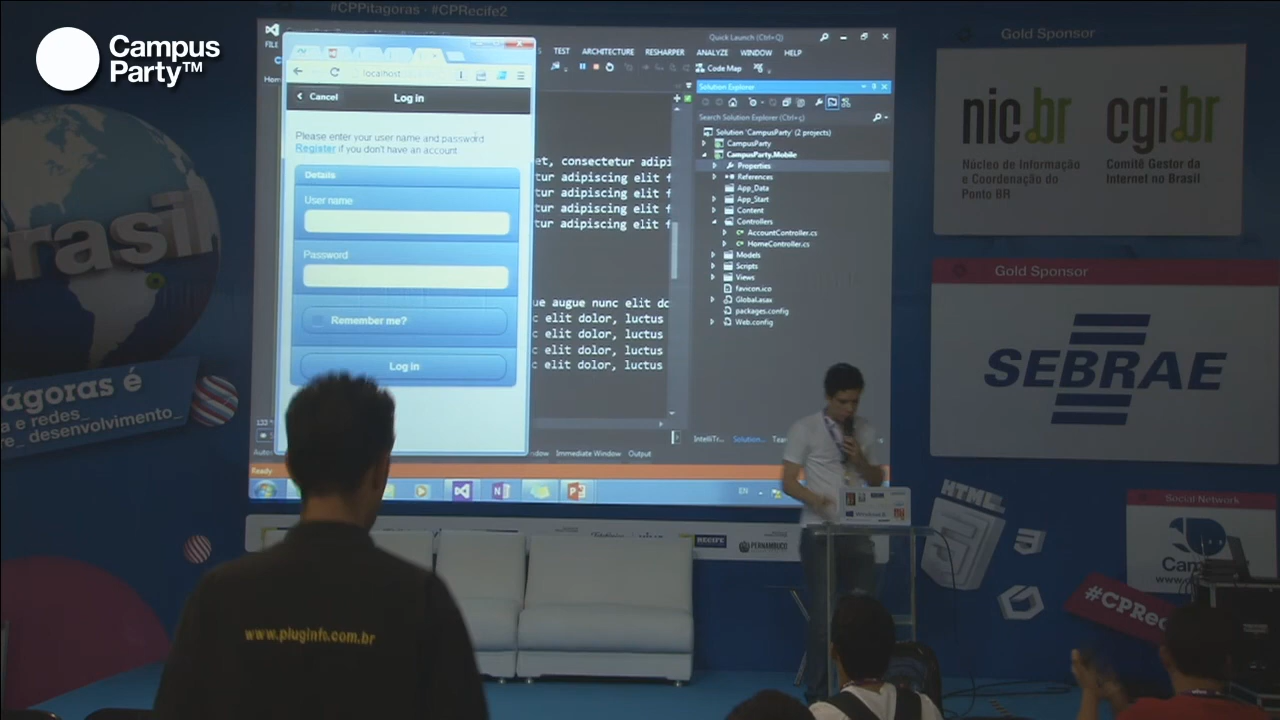 #CPPitagoras - #CPRecife2
Campus
Party™
Quick Launch (Ctrl+Q)
TEST ARCHITECTURE RESHARPER ANALYZE WINDOW HELP
Code Map
localhost
Cancel
Log in
Please enter your user name and password
Register if you don't have an account
Details
User name
Password
Remember me?
Log in
et, consectetur adipi
tur adipiscing elit f
tur adipiscing elit f
tur adipiscing elit f
tur adipiscing elit f
ue augue nunc elit do
c elit dolor, luctus
c elit dolor, luctus
c elit dolor, luctus
c elit dolor, luctus
Solution Explorer
Search Solution Explorer (Ctrl+ç)
Solution 'CampusParty' (2 projects)
CampusParty
CampusParty.Mobile
Properties
References
App_Data
App_Start
Content
Controllers
AccountController.cs
HomeController.cs
Models
Scripts
Views
favicon.ico
Global.asax
packages.config
Web.config
Immediate Window Output
Ready
EN
Gold Sponsor
nic.br
Núcleo de Informação
e Coordenação do
Ponto BR
cgi.br
Comitê Gestor da
Internet no Brasil
Gold Sponsor
SEBRAE
HTML
5
3
Social Network
#CPRec
rasil
ágoras é
a e redes_
re_ desenvolvimento_
RECIFE
PERNAMBUCO
www.pluginfo.com.br